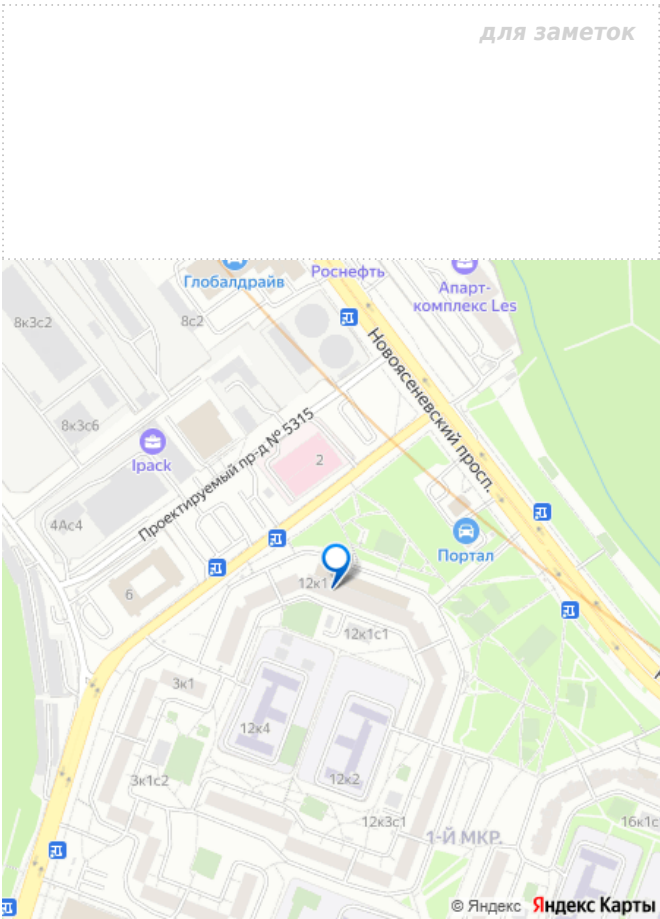 для заметок
Роснефть
Глобалдрайв
Апарт-
комплекс Les
8к3с2
8с2
Новоясеневский просп.
8к3с6
Проектируемый пр-д № 5315
Ipack
2
4Ас4
Портал
12к1
6
12к1с1
3к1
12к4
3к1с2
12к2
12к3с1
16к1с
1-Й МКР.
© Яндекс Яндекс Карты